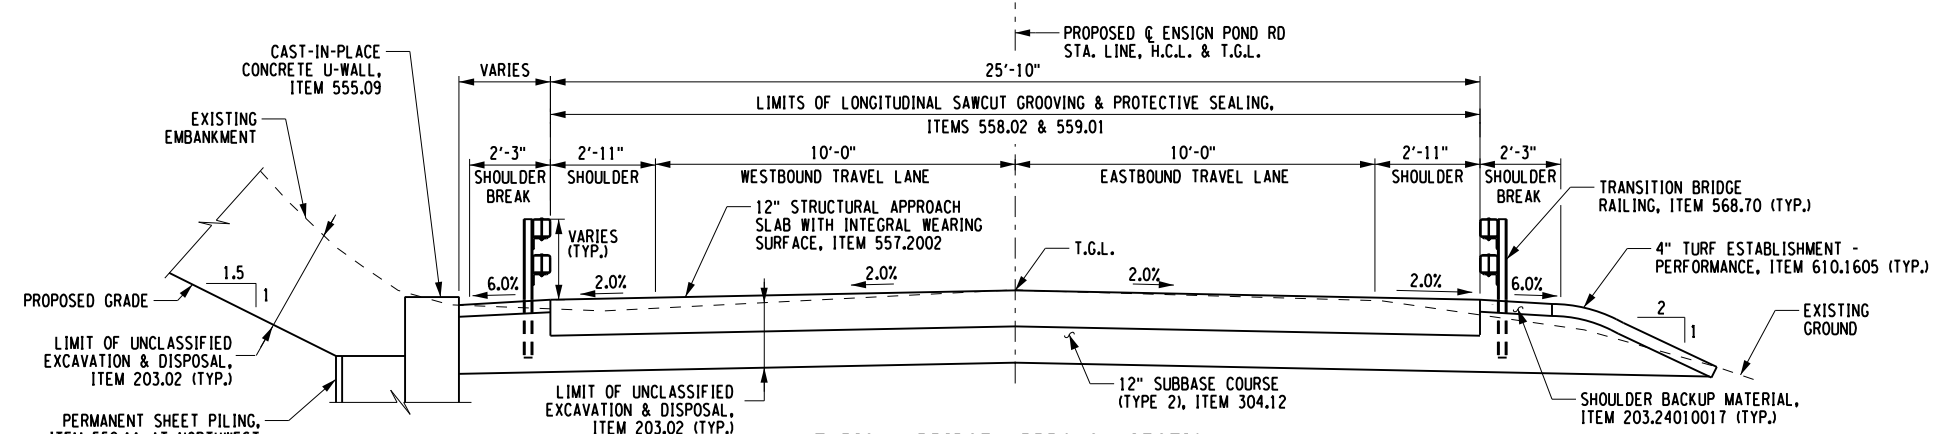 PROPOSED ℄ ENSIGN POND RD
STA. LINE, H.C.L. & T.G.L.
CAST-IN-PLACE
CONCRETE U-WALL,
ITEM 555.09
VARIES
25'-10"
LIMITS OF LONGITUDINAL SAWCUT GROOVING & PROTECTIVE SEALING,
ITEMS 558.02 & 559.01
EXISTING
EMBANKMENT
2'-3"
SHOULDER
BREAK
2'-11"
SHOULDER
10'-0"
WESTBOUND TRAVEL LANE
10'-0"
EASTBOUND TRAVEL LANE
2'-11"
SHOULDER
2'-3"
SHOULDER
BREAK
TRANSITION BRIDGE
RAILING, ITEM 568.70 (TYP.)
12" STRUCTURAL APPROACH
SLAB WITH INTEGRAL WEARING
SURFACE, ITEM 557.2002
VARIES
(TYP.)
T.G.L.
4" TURF ESTABLISHMENT -
PERFORMANCE, ITEM 610.1605 (TYP.)
1.5
1
6.0%
2.0%
2.0%
2.0%
2.0%
6.0%
PROPOSED GRADE
2
1
EXISTING
GROUND
LIMIT OF UNCLASSIFIED
EXCAVATION & DISPOSAL,
ITEM 203.02 (TYP.)
LIMIT OF UNCLASSIFIED
EXCAVATION & DISPOSAL,
ITEM 203.02 (TYP.)
12" SUBBASE COURSE
(TYPE 2), ITEM 304.12
SHOULDER BACKUP MATERIAL,
ITEM 203.24010017 (TYP.)
PERMANENT SHEET PILING,